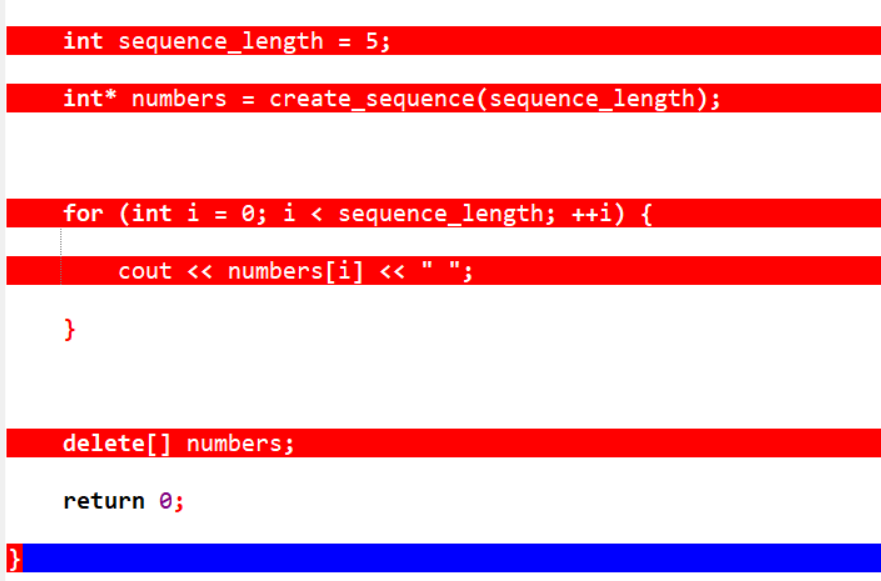 int sequence_length = 5;
int* numbers = create_sequence(sequence_length);
for (int i = 0; i < sequence_length; ++i) {
cout << numbers[i] << " ";
}
delete[] numbers;
return 0;
}